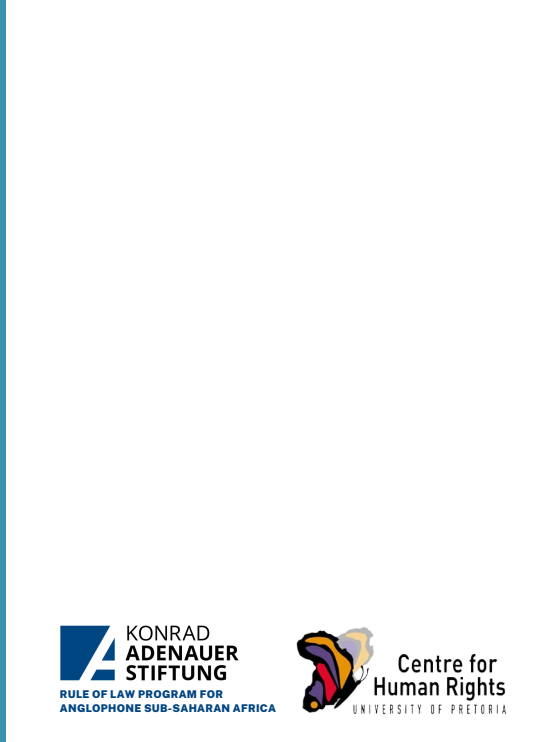 KONRAD
ADENAUER
STIFTUNG
RULE OF LAW PROGRAM FOR
ANGLOPHONE SUB-SAHARAN AFRICA
Centre for
Human Rights
UNIVERSITY OF PRETORIA